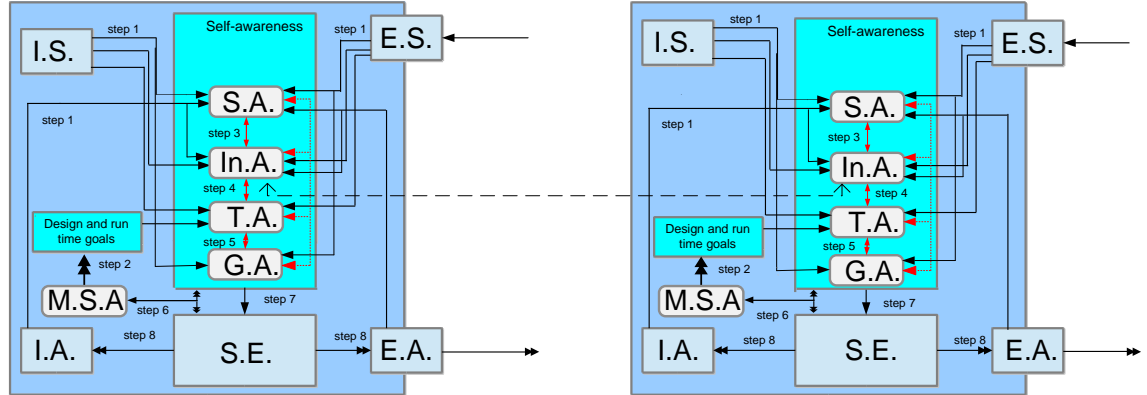 step 1
Self-awareness
step 1
I.S.
E.S.
S.A.
step 1
step 3
In.A.
step 4
T.A.
Design and run
time goals
step 5
G.A.
step 2
M.S.A
step 6
step 7
I.A.
step 8
S.E.
step 8
E.A.
step 1
Self-awareness
step 1
I.S.
E.S.
S.A.
step 1
step 3
In.A.
step 4
T.A.
Design and run
time goals
step 5
G.A.
step 2
M.S.A
step 6
step 7
I.A.
step 8
S.E.
step 8
E.A.